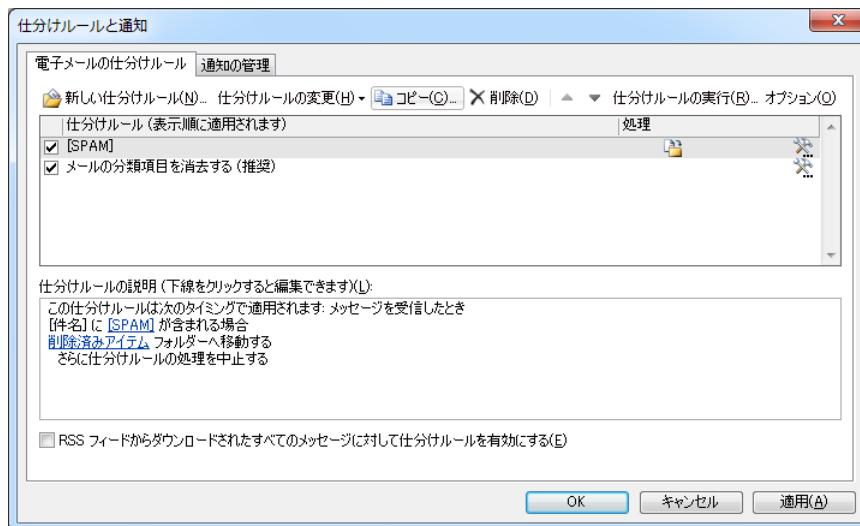 仕分けルールと通知
電子メールの仕分けルール 通知の管理
新しい仕分けルール(N)... 仕分けルールの変更(H) コピー(C)... 削除(D) 仕分けルールの実行(R)... オプション(O)
仕分けルール (表示順に適用されます) 処理
[SPAM]
メールの分類項目を消去する (推奨)
仕分けルールの説明 (下線をクリックすると編集できます)(L):
この仕分けルールは次のタイミングで適用されます: メッセージを受信したとき
[件名] に [SPAM] が含まれる場合
削除済みアイテム フォルダーへ移動する
さらに仕分けルールの処理を中止する
RSS フィードからダウンロードされたすべてのメッセージに対して仕分けルールを有効にする(E)
OK キャンセル 適用(A)